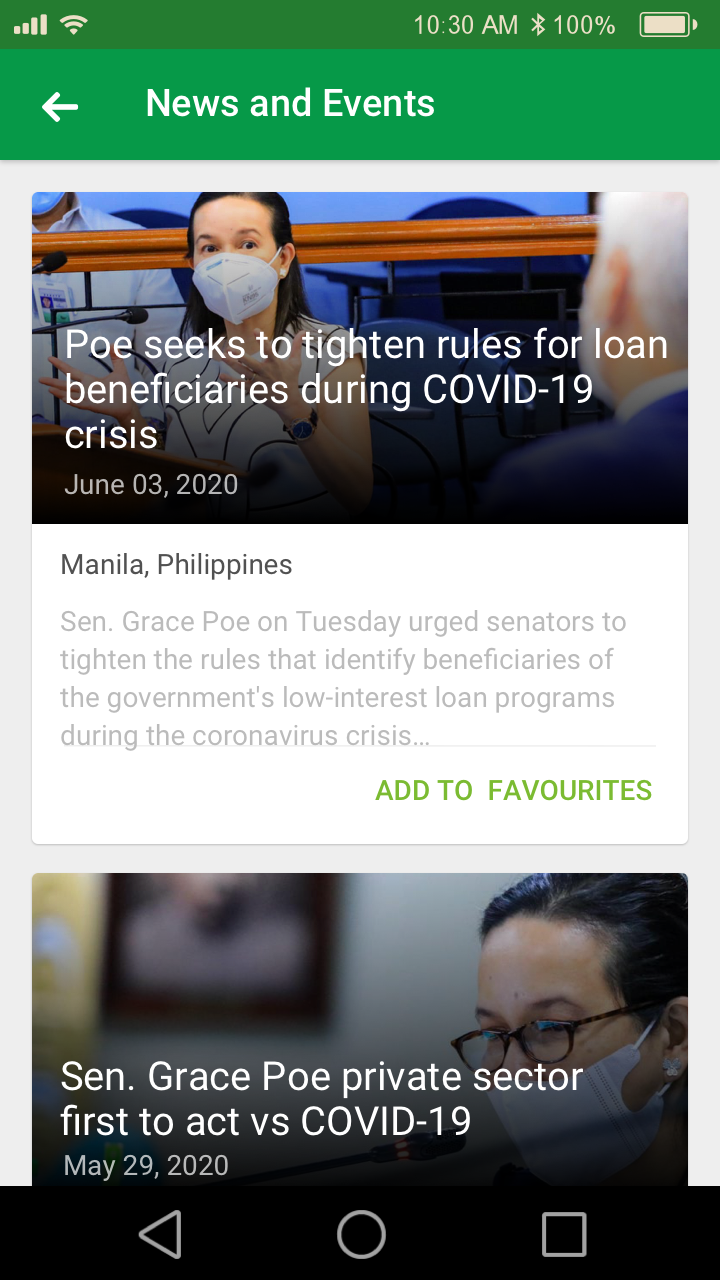 10:30 AM 100%
News and Events
Poe seeks to tighten rules for loan
beneficiaries during COVID-19
crisis
June 03, 2020
Manila, Philippines
Sen. Grace Poe on Tuesday urged senators to
tighten the rules that identify beneficiaries of
the government's low-interest loan programs
during the coronavirus crisis...
ADD TO FAVOURITES
Sen. Grace Poe private sector
first to act vs COVID-19
May 29, 2020